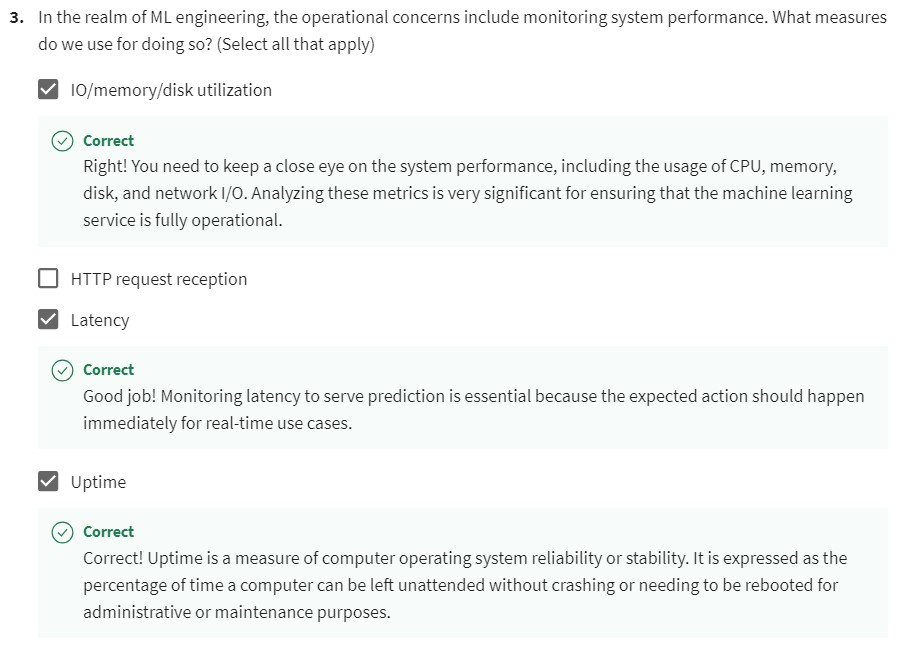 3. In the realm of ML engineering, the operational concerns include monitoring system performance. What measures
do we use for doing so? (Select all that apply)
IO/memory/disk utilization
Correct
Right! You need to keep a close eye on the system performance, including the usage of CPU, memory,
disk, and network I/O. Analyzing these metrics is very significant for ensuring that the machine learning
service is fully operational.
HTTP request reception
Latency
Correct
Good job! Monitoring latency to serve prediction is essential because the expected action should happen
immediately for real-time use cases.
Uptime
Correct
Correct! Uptime is a measure of computer operating system reliability or stability. It is expressed as the
percentage of time a computer can be left unattended without crashing or needing to be rebooted for
administrative or maintenance purposes.